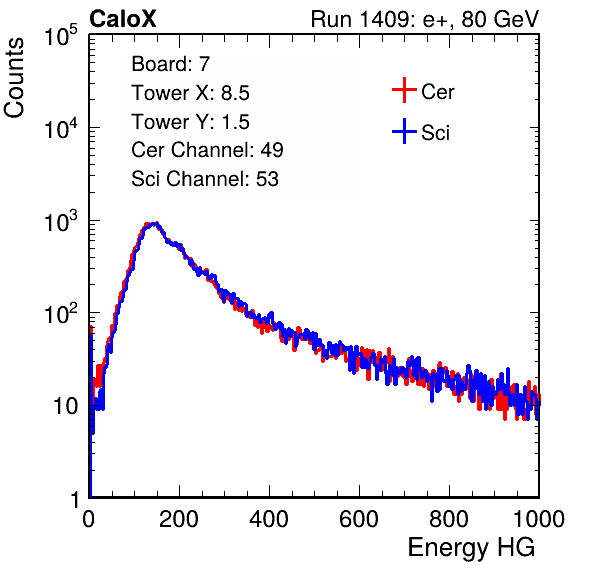 CaloX Run 1409: e+, 80 GeV
Counts
10^5
10^4
10^3
10^2
10
1
Board: 7
Tower X: 8.5
Tower Y: 1.5
Cer Channel: 49
Sci Channel: 53
Cer
Sci
0 200 400 600 800 1000
Energy HG